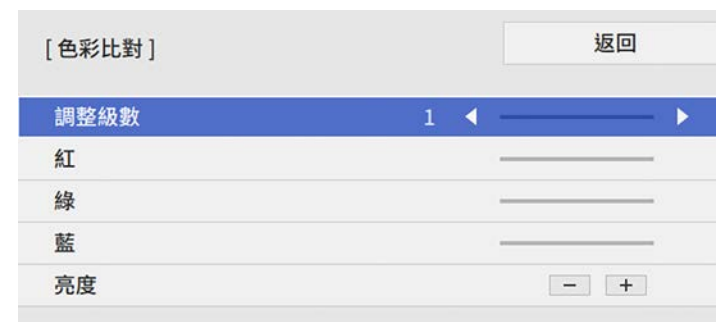 [ 色彩比對 ]
返回
調整級數 1
紅
綠
藍
亮度 − +